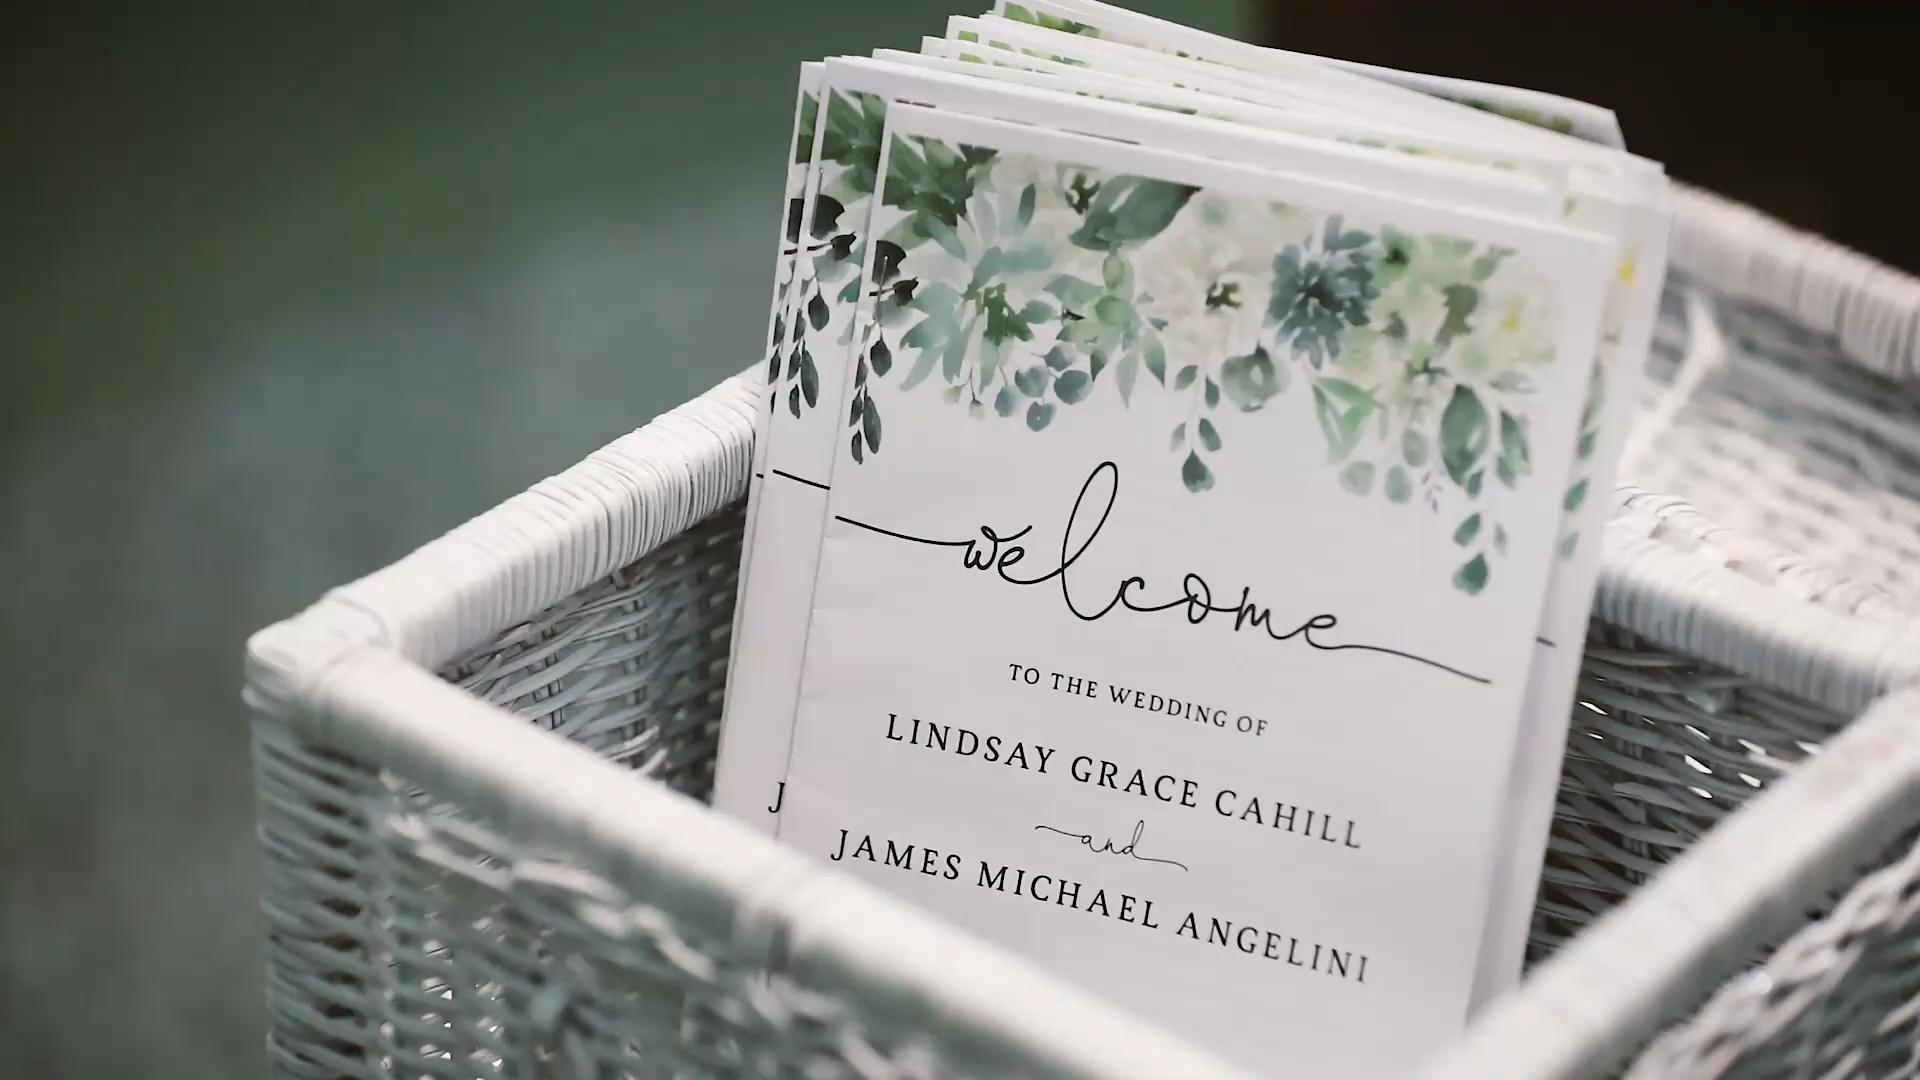 welcome
TO THE WEDDING OF
LINDSAY GRACE CAHILL
and
JAMES MICHAEL ANGELINI
J